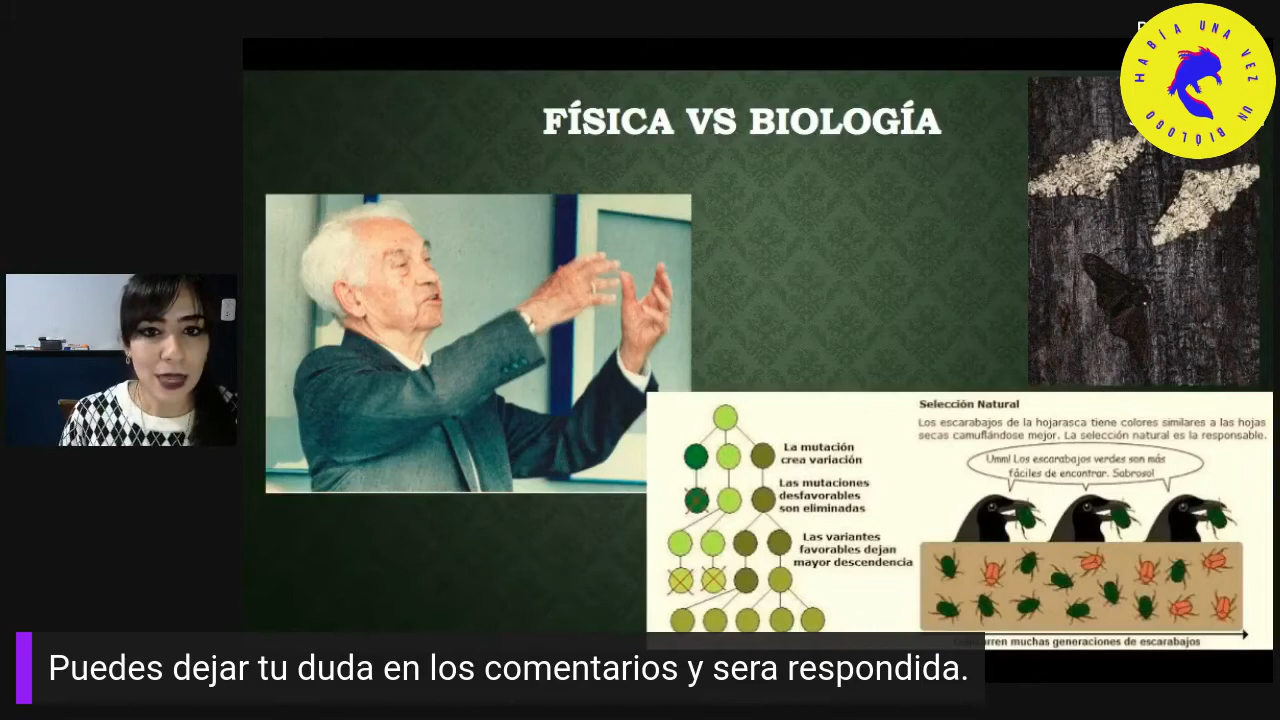 FÍSICA VS BIOLOGÍA
HABÍA UNA VEZ
UN BIÓLOGO
La mutación
crea variación
Las mutaciones
desfavorables
son eliminadas
Las variantes
favorables dejan
mayor descendencia
Selección Natural
Los escarabajos de la hojarasca tiene colores similares a las hojas
secas camuflándose mejor. La selección natural es la responsable.
Umm! Los escarabajos verdes son más
fáciles de encontrar. Sabroso!
muchas generaciones de escarabajos
Puedes dejar tu duda en los comentarios y sera respondida.